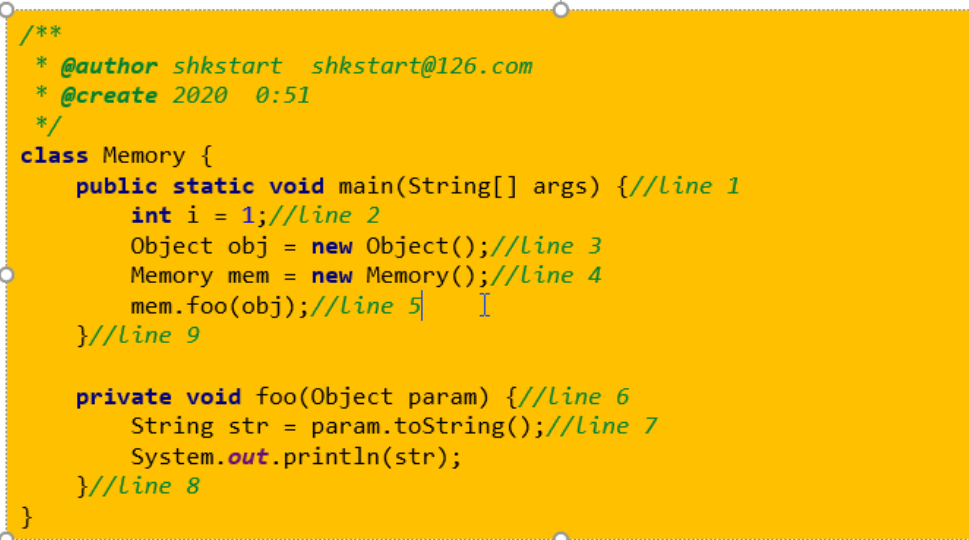 /**
 * @author shkstart  shkstart@126.com
 * @create 2020  0:51
 */
class Memory {
    public static void main(String[] args) {//line 1
        int i = 1;//line 2
        Object obj = new Object();//line 3
        Memory mem = new Memory();//line 4
        mem.foo(obj);//line 5
    }//line 9

    private void foo(Object param) {//line 6
        String str = param.toString();//line 7
        System.out.println(str);
    }//line 8
}